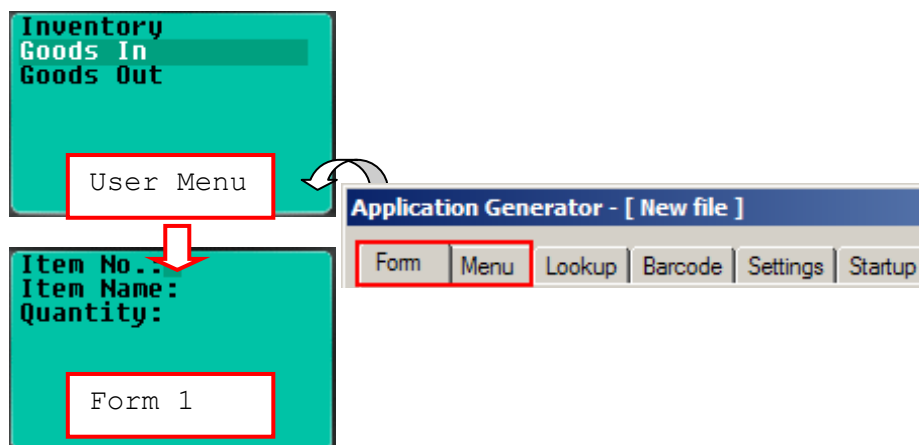 Inventory
Goods In
Goods Out
User Menu
Application Generator - [ New file ]
Form Menu Lookup Barcode Settings Startup
Item No.:
Item Name:
Quantity:
Form 1